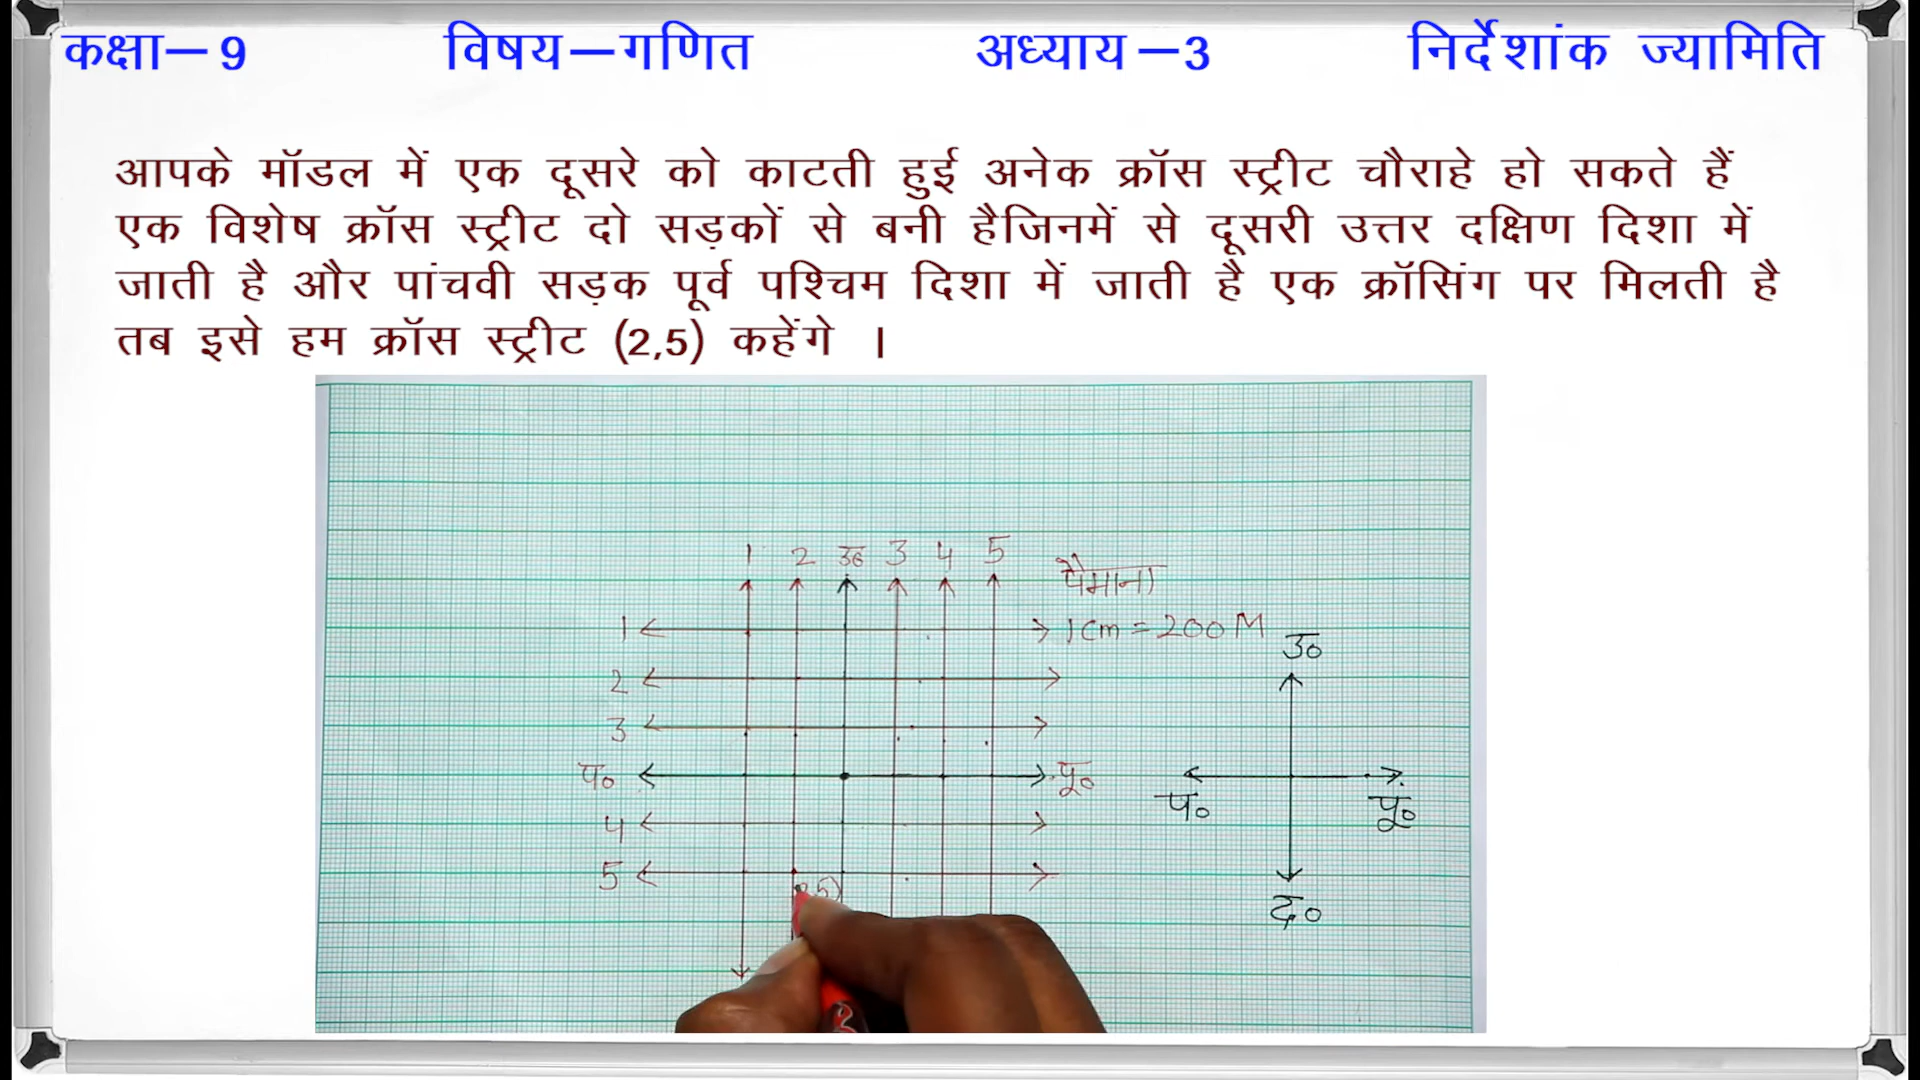 कक्षा—9 विषय—गणित अध्याय—3 निर्देशांक ज्यामिति
आपके मॉडल में एक दूसरे को काटती हुई अनेक क्रॉस स्ट्रीट चौराहे हो सकते हैं
एक विशेष क्रॉस स्ट्रीट दो सड़कों से बनी हैजिनमें से दूसरी उत्तर दक्षिण दिशा में
जाती है और पांचवी सड़क पूर्व पश्चिम दिशा में जाती है एक क्रॉसिंग पर मिलती है
तब इसे हम क्रॉस स्ट्रीट (2,5) कहेंगे ।
1 2 उ० 3 4 5
पैमाना
1 1Cm = 200M
उ०
2
3
प० पू०
प० पू०
4
5
5)
द०